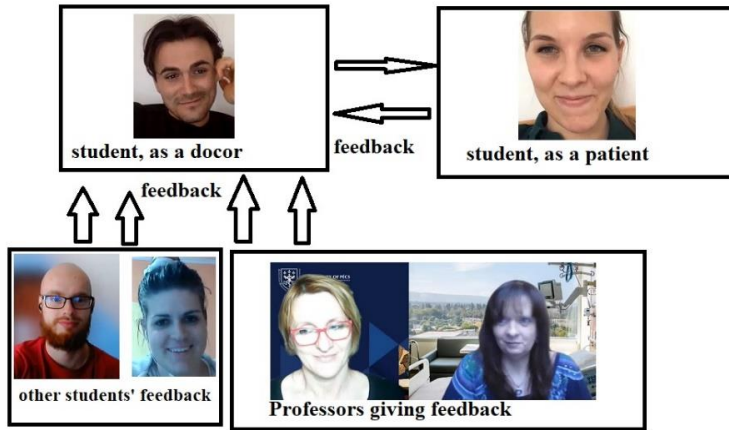 student, as a docor
feedback
student, as a patient
feedback
other students' feedback
Professors giving feedback